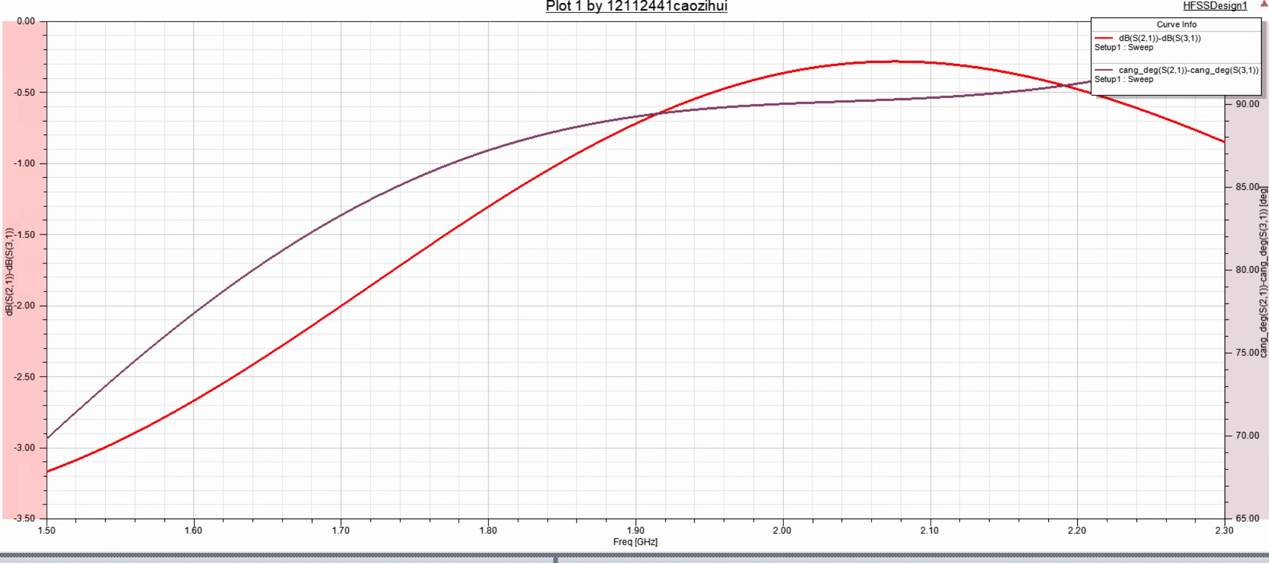 Plot 1 by 12112441caozihui
HFSSDesign1
Curve Info
dB(S(2,1))-dB(S(3,1))
Setup1 : Sweep
cang_deg(S(2,1))-cang_deg(S(3,1))
Setup1 : Sweep
0.00
-0.50
-1.00
-1.50
-2.00
-2.50
-3.00
-3.50
dB(S(2,1))-dB(S(3,1))
90.00
85.00
80.00
75.00
70.00
65.00
cang_deg(S(2,1))-cang_deg(S(3,1)) [deg]
1.50 1.60 1.70 1.80 1.90 2.00 2.10 2.20 2.30
Freq [GHz]